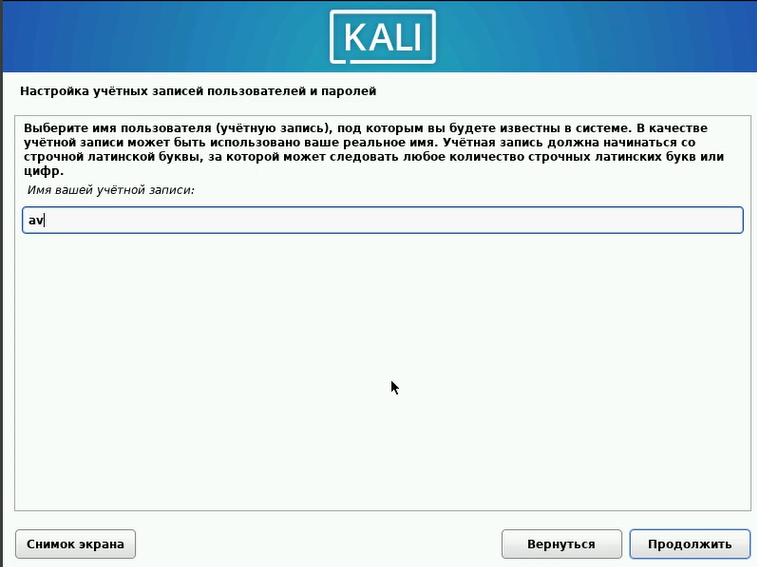 KALI
Настройка учётных записей пользователей и паролей
Выберите имя пользователя (учётную запись), под которым вы будете известны в системе. В качестве
учётной записи может быть использовано ваше реальное имя. Учётная запись должна начинаться со
строчной латинской буквы, за которой может следовать любое количество строчных латинских букв или
цифр.
Имя вашей учётной записи:
av
Снимок экрана
Вернуться
Продолжить